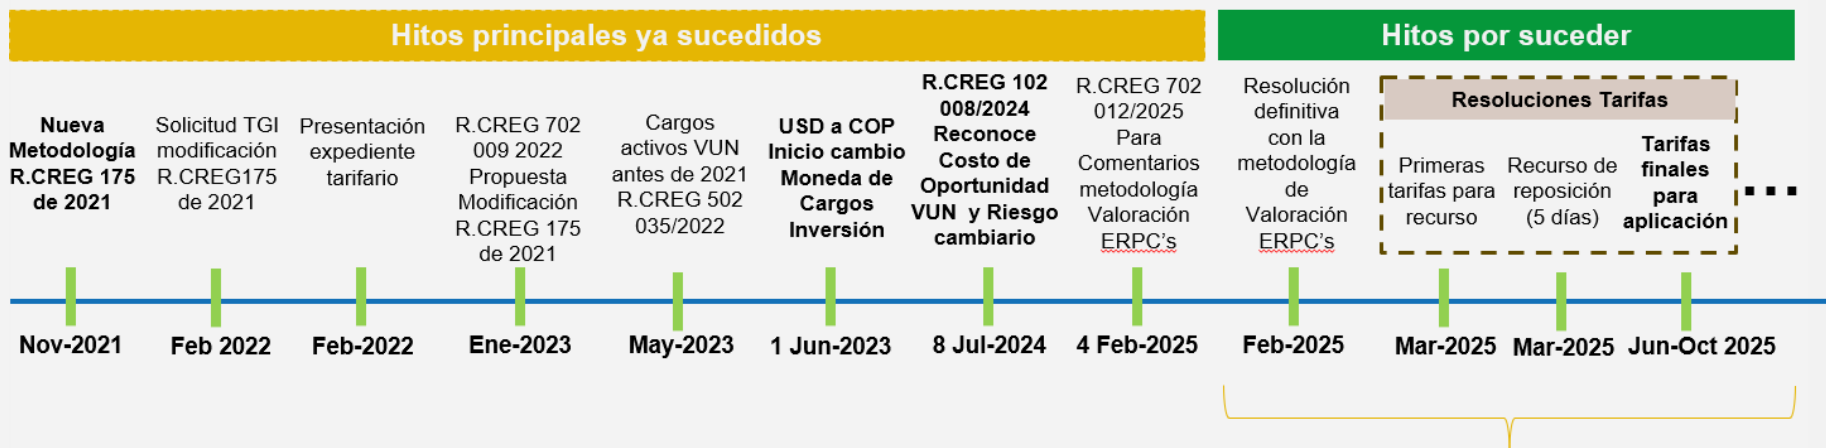 Hitos principales ya sucedidos
Hitos por suceder
Nueva
Metodología
R.CREG 175
de 2021
Solicitud TGI
modificación
R.CREG175
de 2021
Presentación
expediente
tarifario
R.CREG 702
009 2022
Propuesta
Modificación
R.CREG 175
de 2021
Cargos
activos VUN
antes de 2021
R.CREG 502
035/2022
USD a COP
Inicio cambio
Moneda de
Cargos
Inversión
R.CREG 102
008/2024
Reconoce
Costo de
Oportunidad
VUN y Riesgo
cambiario
R.CREG 702
012/2025
Para
Comentarios
metodología
Valoración
ERPC's
Resolución
definitiva
con la
metodología
de
Valoración
ERPC's
Resoluciones Tarifas
Primeras
tarifas para
recurso
Recurso de
reposición
(5 días)
Tarifas
finales
para
aplicación
...
Nov-2021
Feb 2022
Feb-2022
Ene-2023
May-2023
1 Jun-2023
8 Jul-2024
4 Feb-2025
Feb-2025
Mar-2025
Mar-2025
Jun-Oct 2025